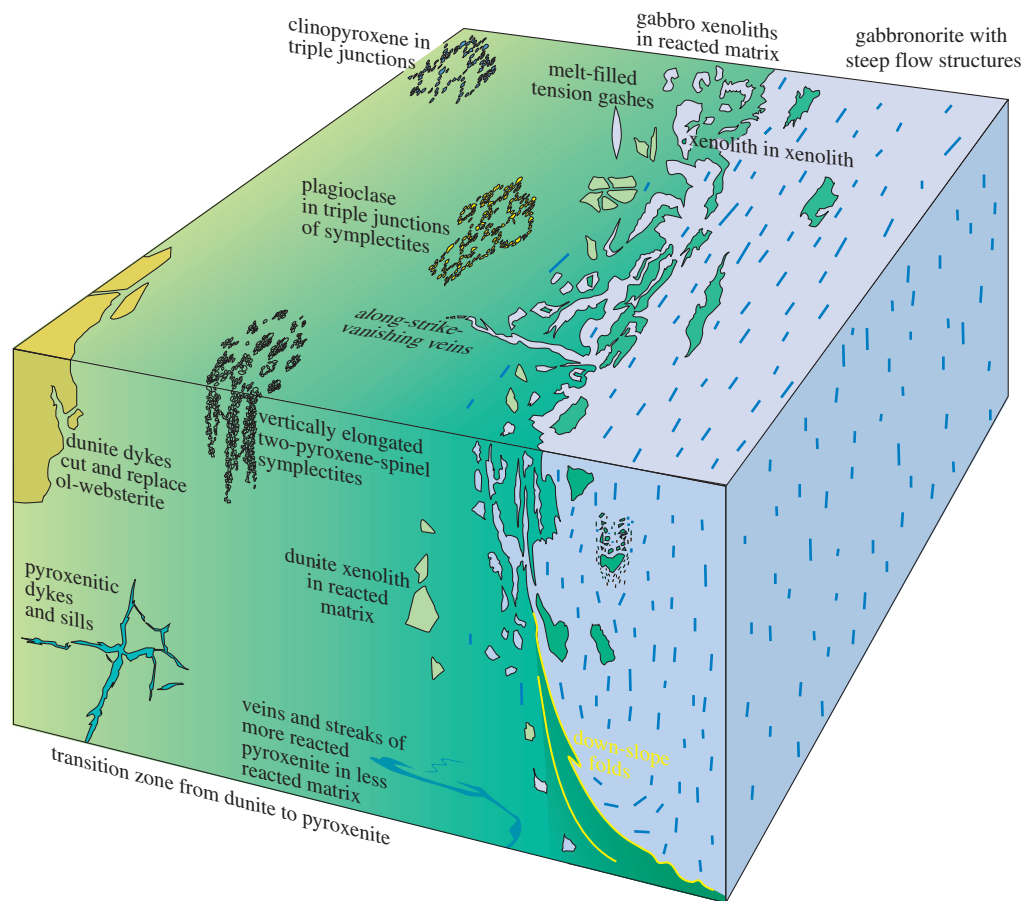 clinopyroxene in
triple junctions
gabbro xenoliths
in reacted matrix
gabbronorite with
steep flow structures
melt-filled
tension gashes
xenolith in xenolith
plagioclase
in triple junctions
of symplectites
along-strike-
vanishing veins
vertically elongated
two-pyroxene-spinel
symplectites
dunite dykes
cut and replace
ol-websterite
dunite xenolith
in reacted
matrix
pyroxenitic
dykes
and sills
veins and streaks of
more reacted
pyroxenite in less
reacted matrix
down-slope
folds
transition zone from dunite to pyroxenite